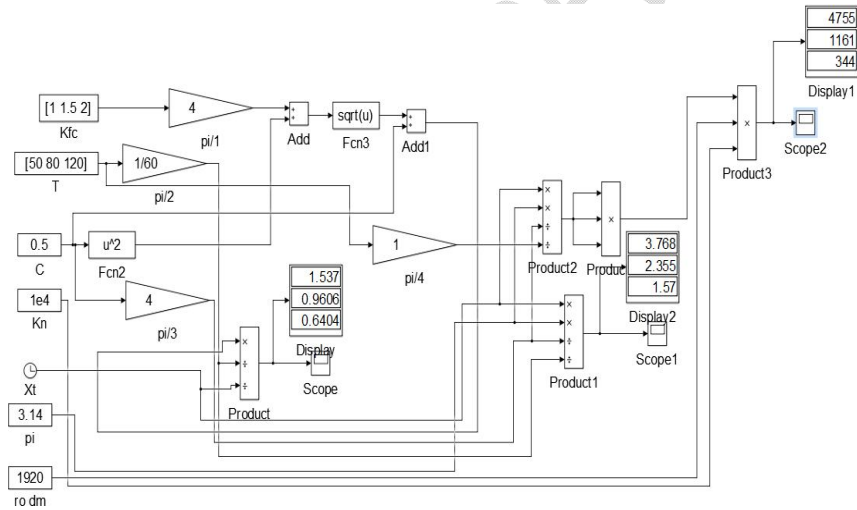 4755
1161
344
Display1
[1 1.5 2]
Kfc
4
pi/1
Add
sqrt(u)
Fcn3
Add1
×
Product3
Scope2
[50 80 120]
T
1/60
pi/2
×
×
÷
÷
Product2
×
Produc
0.5
C
u^2
Fcn2
1
pi/4
3.768
2.355
1.57
Display2
1e4
Kn
4
pi/3
1.537
0.9606
0.6404
Display
Scope
×
÷
÷
Product
×
×
÷
÷
Product1
Scope1
Xt
3.14
pi
1920
ro dm